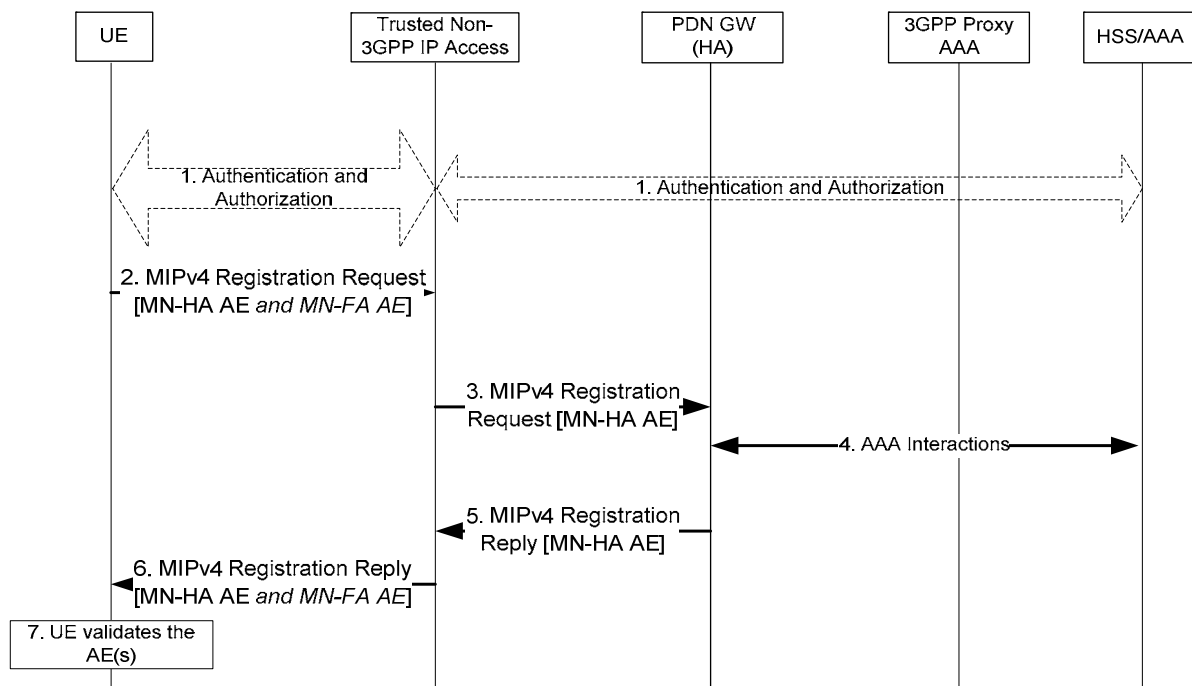 UE
Trusted Non-
3GPP IP Access
PDN GW
(HA)
3GPP Proxy
AAA
HSS/AAA
1. Authentication and
Authorization
1. Authentication and Authorization
2. MIPv4 Registration Request
[MN-HA AE and MN-FA AE]
3. MIPv4 Registration
Request [MN-HA AE]
4. AAA Interactions
5. MIPv4 Registration
Reply [MN-HA AE]
6. MIPv4 Registration Reply
[MN-HA AE and MN-FA AE]
7. UE validates the
AE(s)